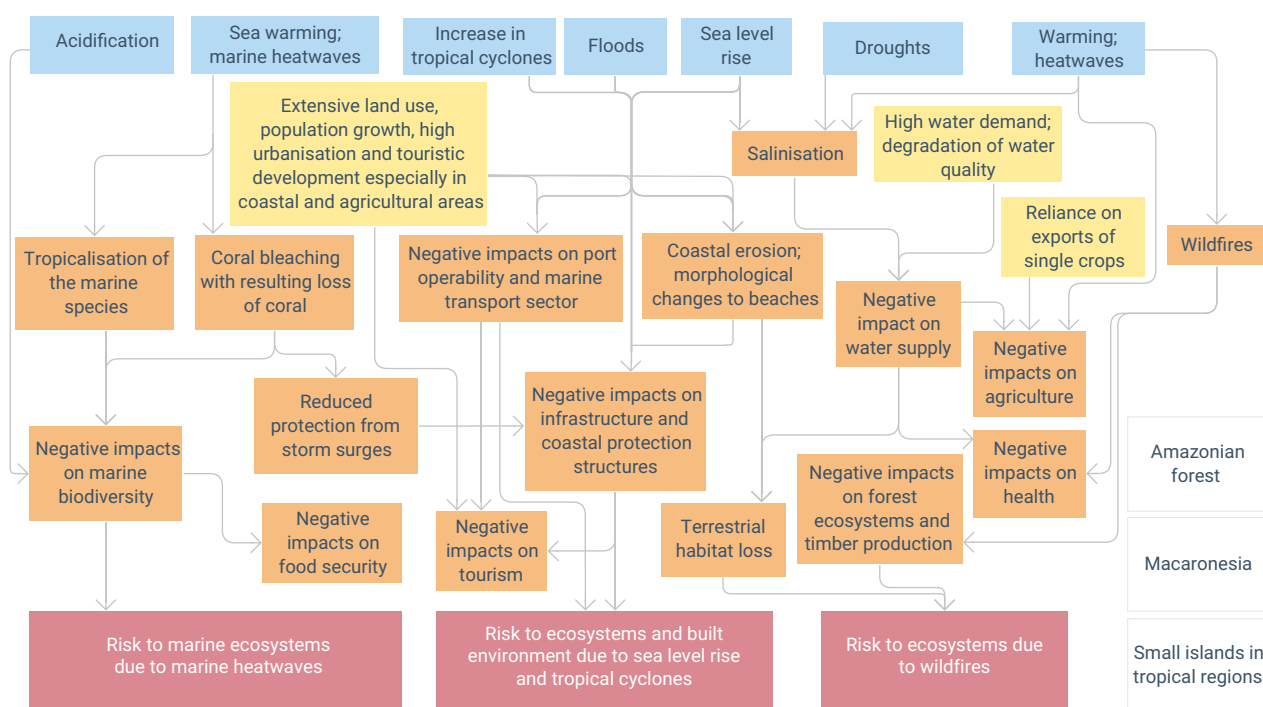 Acidification
Sea warming;
marine heatwaves
Increase in
tropical cyclones
Floods
Sea level
rise
Droughts
Warming;
heatwaves
Extensive land use,
population growth, high
urbanisation and touristic
development especially in
coastal and agricultural areas
Salinisation
High water demand;
degradation of water
quality
Reliance on
exports of
single crops
Wildfires
Tropicalisation of
the marine
species
Coral bleaching
with resulting loss
of coral
Negative impacts on port
operability and marine
transport sector
Coastal erosion;
morphological
changes to beaches
Negative
impact on
water supply
Negative
impacts on
agriculture
Reduced
protection from
storm surges
Negative impacts on
infrastructure and
coastal protection
structures
Negative impacts
on marine
biodiversity
Negative
impacts on
health
Negative impacts
on forest
ecosystems and
timber production
Negative
impacts on
food security
Negative
impacts on
tourism
Terrestrial
habitat loss
Amazonian
forest
Macaronesia
Small islands in
tropical regions
Risk to marine ecosystems
due to marine heatwaves
Risk to ecosystems and built
environment due to sea level rise
and tropical cyclones
Risk to ecosystems due
to wildfires